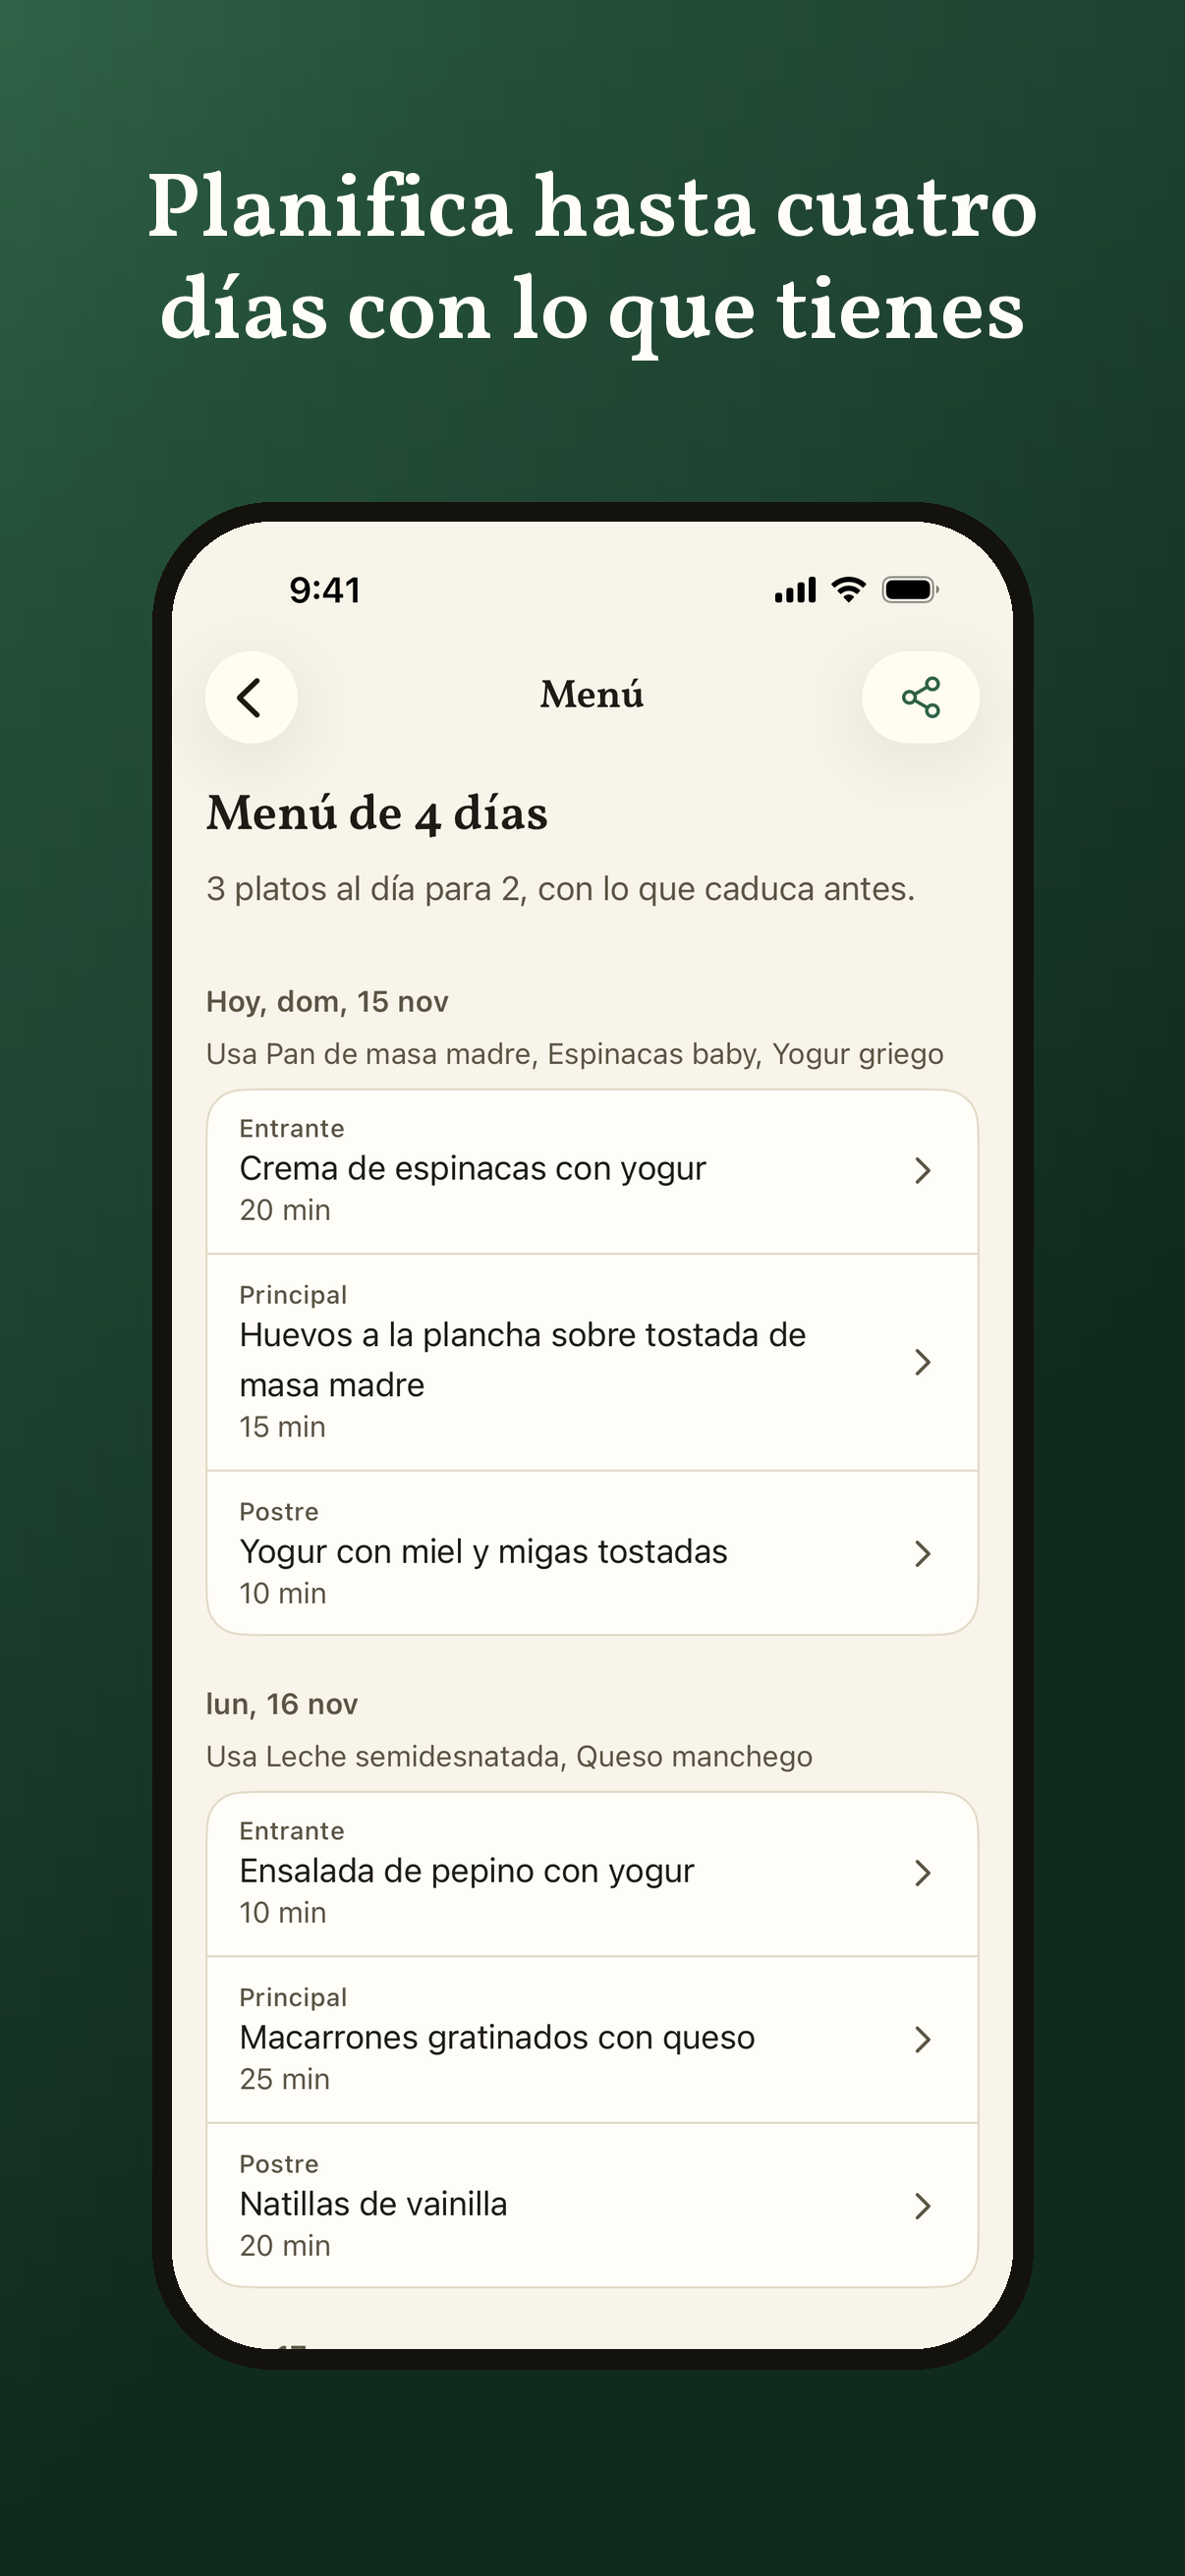 Planifica hasta cuatro
días con lo que tienes
9:41
Menú
Menú de 4 días
3 platos al día para 2, con lo que caduca antes.
Hoy, dom, 15 nov
Usa Pan de masa madre, Espinacas baby, Yogur griego
Entrante
Crema de espinacas con yogur
20 min
Principal
Huevos a la plancha sobre tostada de
masa madre
15 min
Postre
Yogur con miel y migas tostadas
10 min
lun, 16 nov
Usa Leche semidesnatada, Queso manchego
Entrante
Ensalada de pepino con yogur
10 min
Principal
Macarrones gratinados con queso
25 min
Postre
Natillas de vainilla
20 min